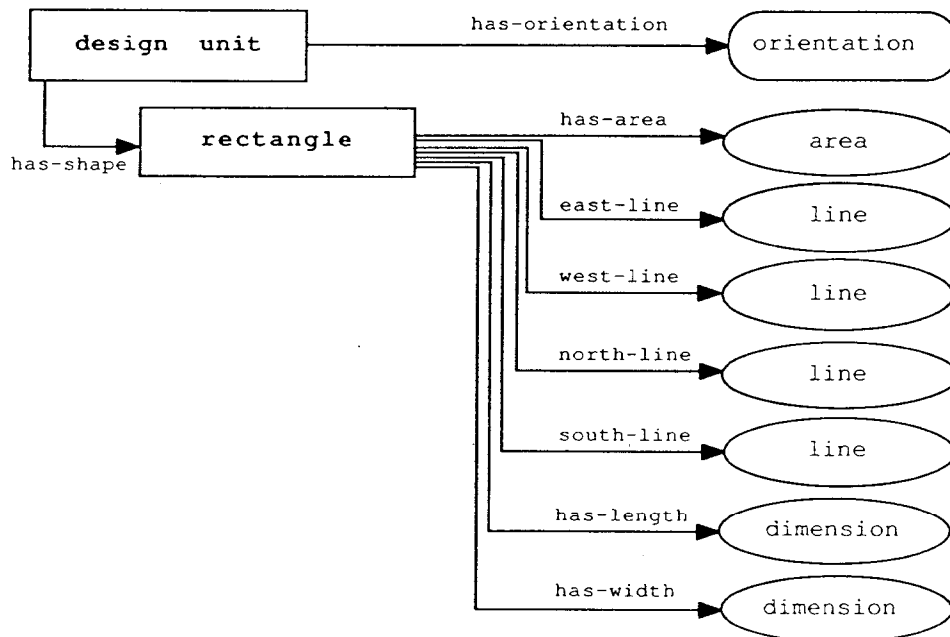 design unit
has-orientation
orientation
has-shape
rectangle
has-area
area
east-line
line
west-line
line
north-line
line
south-line
line
has-length
dimension
has-width
dimension